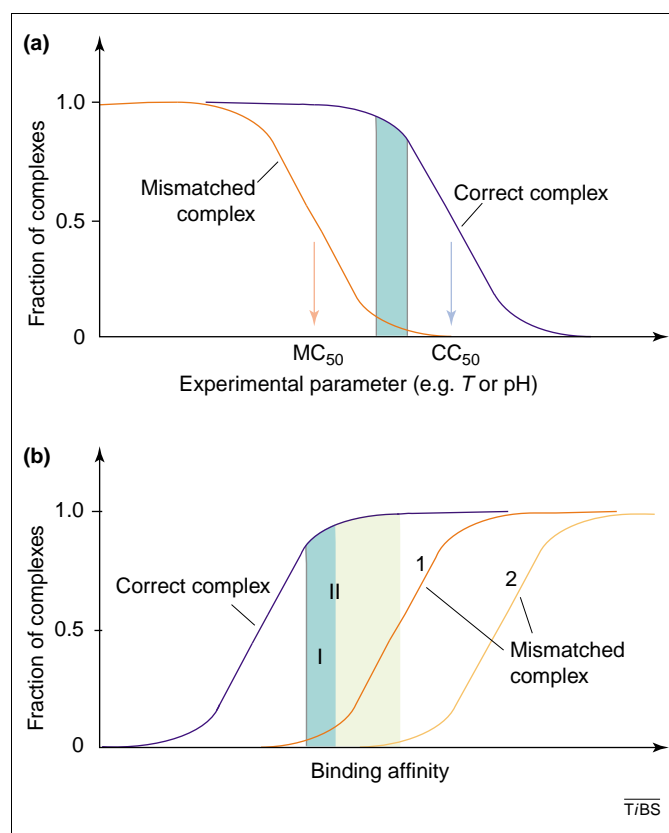 (a)
1.0
Mismatched
complex
Correct complex
0.5
0
MC50
CC50
Fraction of complexes
Experimental parameter (e.g. T or pH)
(b)
1.0
1
2
Correct complex
II
Mismatched
complex
0.5
I
0
Fraction of complexes
Binding affinity
TiBS